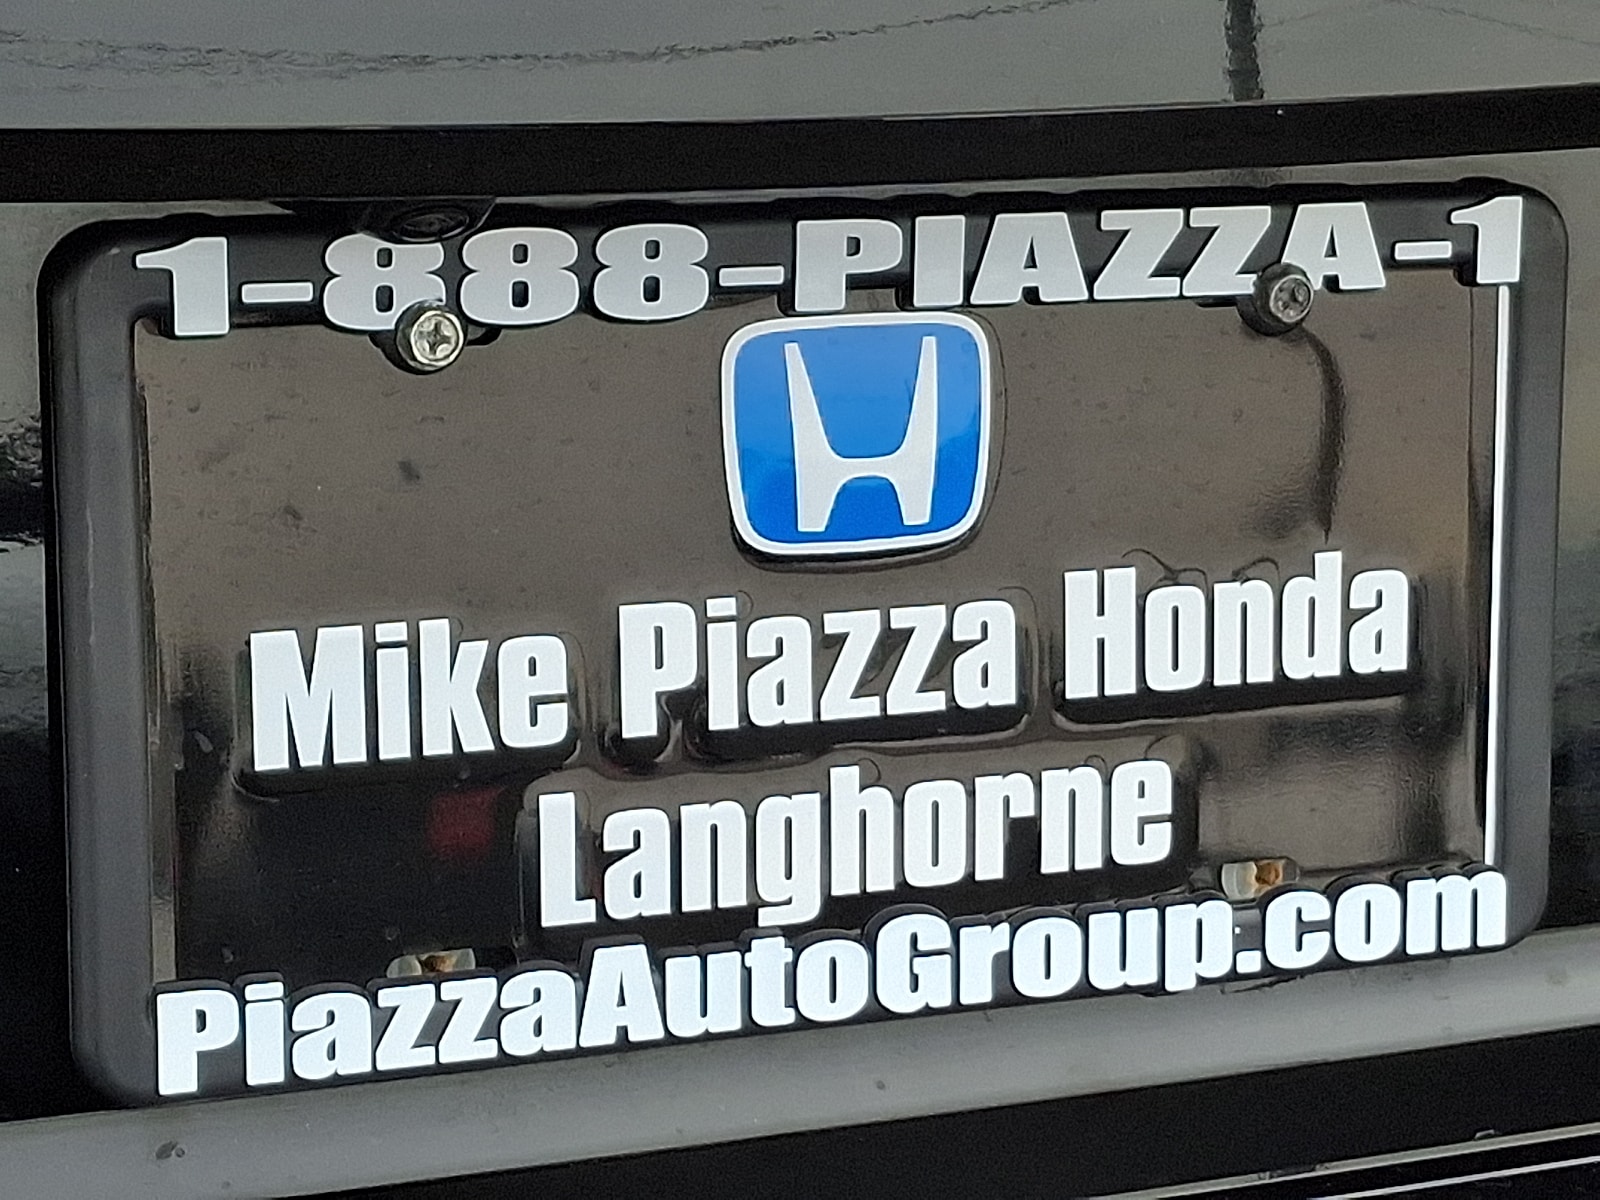 1-888-PIAZZA-1
Mike Piazza Honda
Langhorne
PiazzaAutoGroup.com